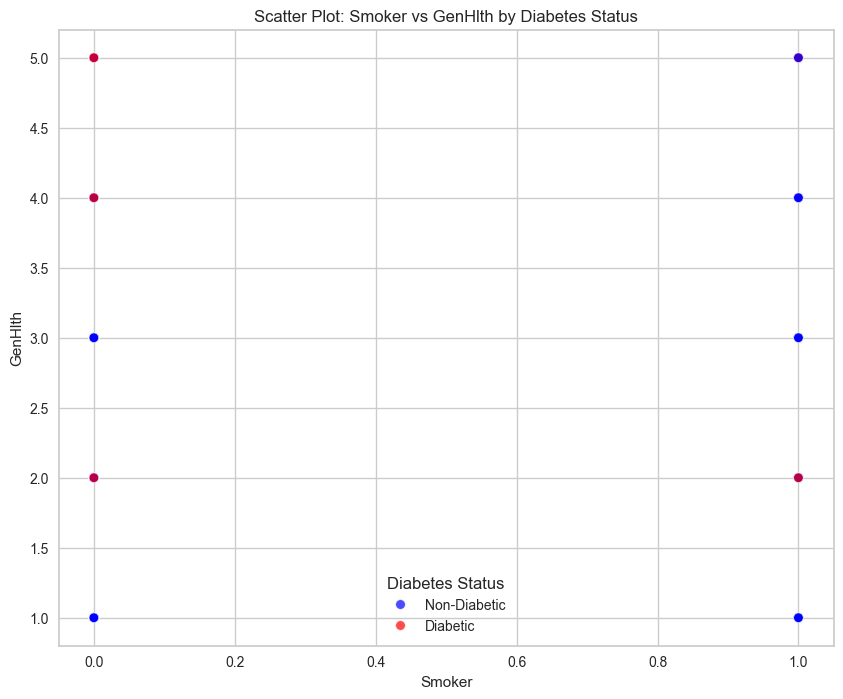 Scatter Plot: Smoker vs GenHlth by Diabetes Status
5.0
4.5
4.0
3.5
3.0
2.5
2.0
1.5
1.0
GenHlth
Diabetes Status
Non-Diabetic
Diabetic
0.0
0.2
0.4
0.6
0.8
1.0
Smoker